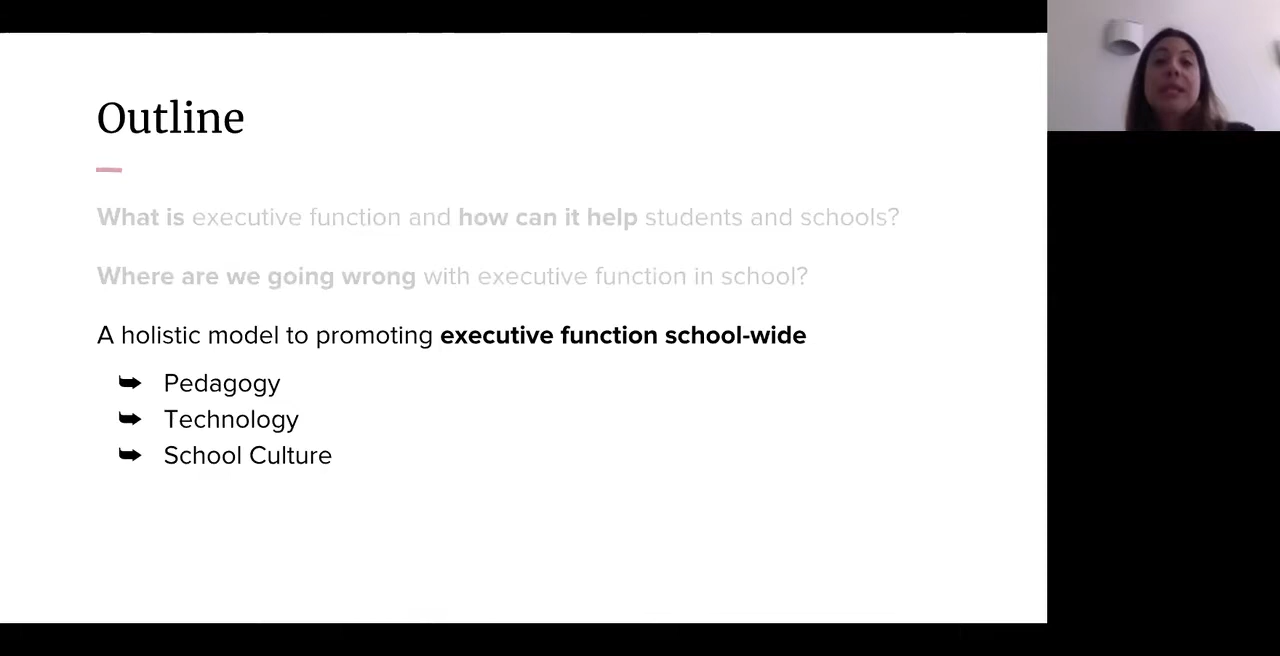 Outline
What is executive function and how can it help students and schools?
Where are we going wrong with executive function in school?
A holistic model to promoting executive function school-wide
➥ Pedagogy
➥ Technology
➥ School Culture